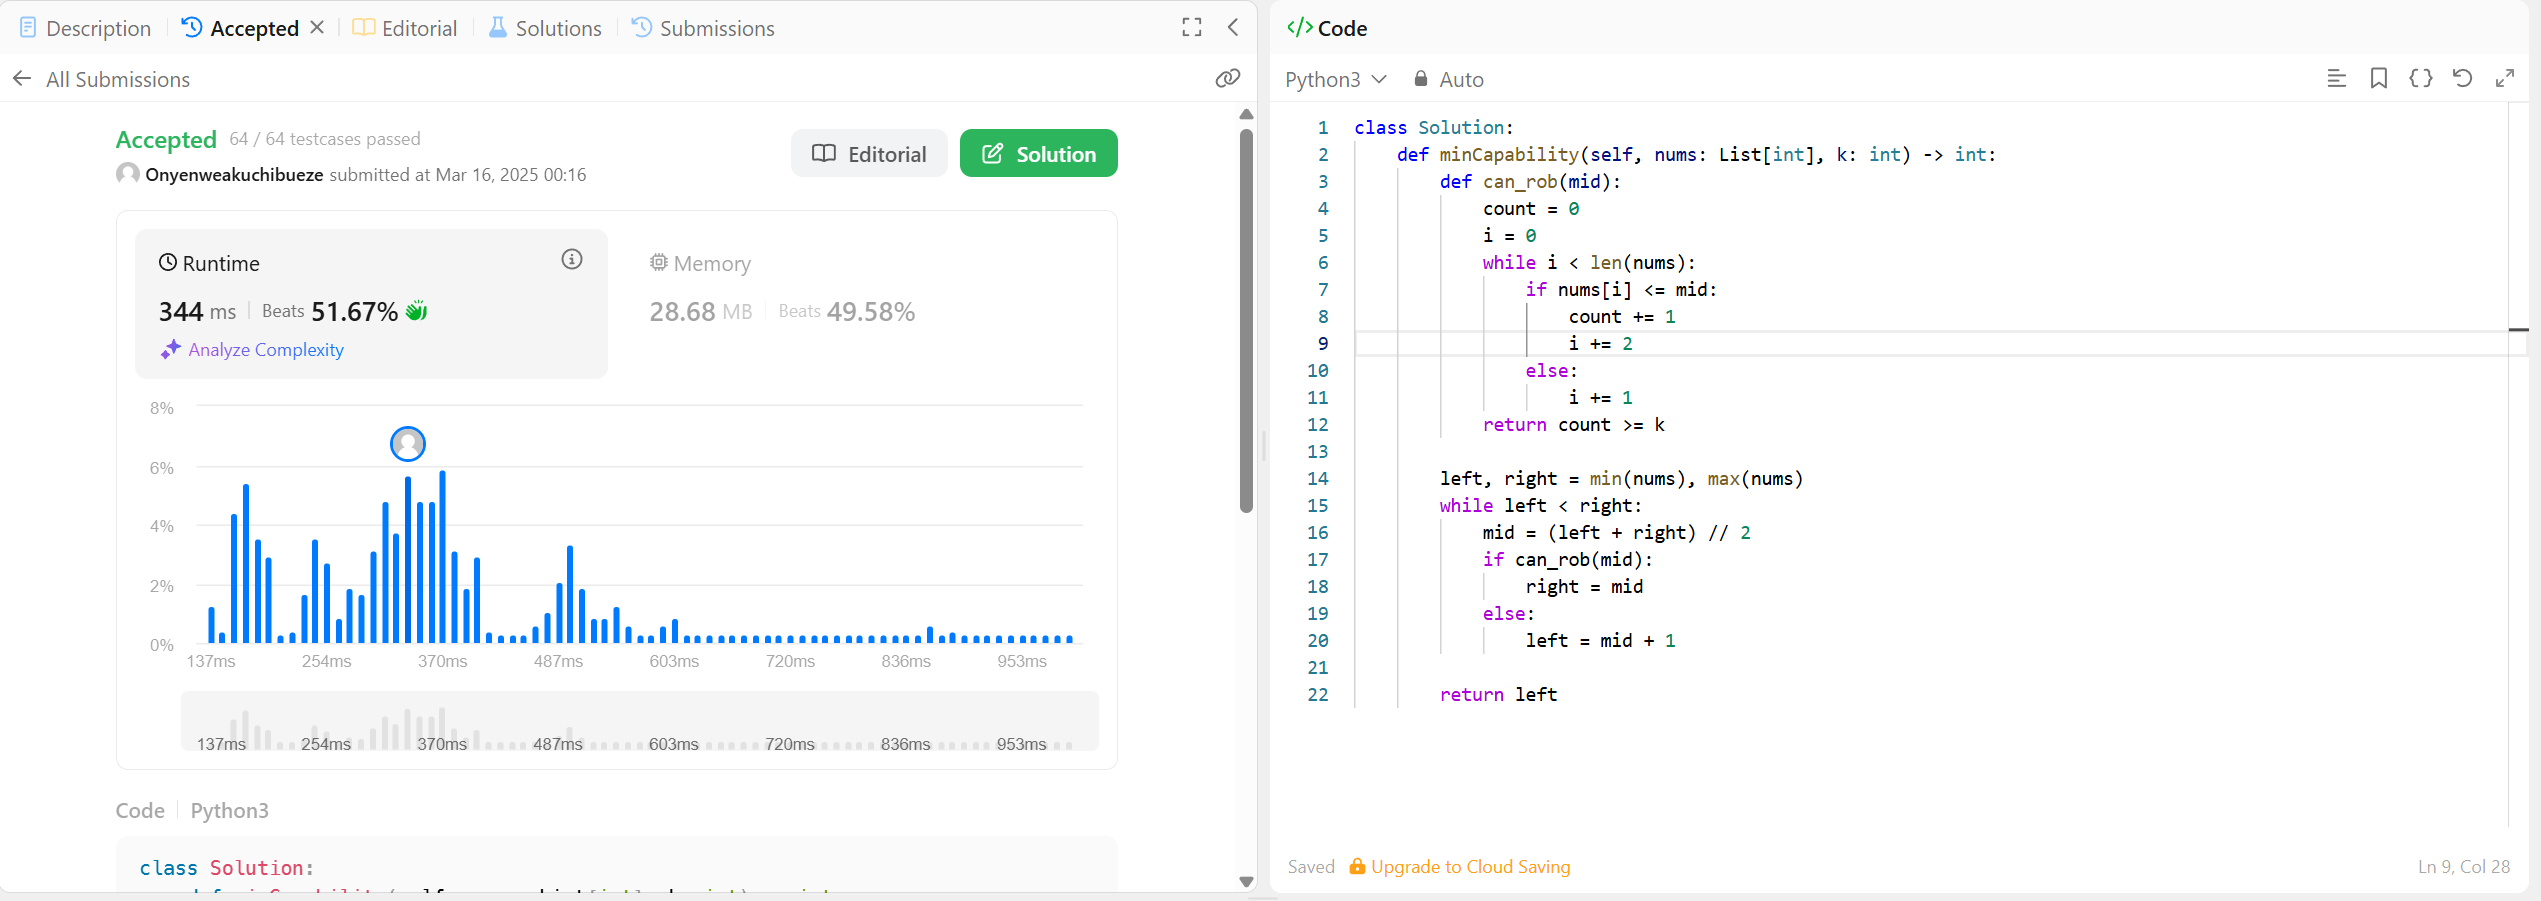 Description
Accepted
Editorial
Solutions
Submissions
All Submissions
Accepted 64 / 64 testcases passed
Onyenweakuchibueze submitted at Mar 16, 2025 00:16
Editorial
Solution
Runtime
344 ms Beats 51.67%
Analyze Complexity
Memory
28.68 MB Beats 49.58%
8%
6%
4%
2%
0%
137ms 254ms 370ms 487ms 603ms 720ms 836ms 953ms
137ms 254ms 370ms 487ms 603ms 720ms 836ms 953ms
Code Python3
class Solution:
</> Code
Python3 Auto
1 class Solution:
2     def minCapability(self, nums: List[int], k: int) -> int:
3         def can_rob(mid):
4             count = 0
5             i = 0
6             while i < len(nums):
7                 if nums[i] <= mid:
8                     count += 1
9                     i += 2
10                 else:
11                     i += 1
12             return count >= k
13
14         left, right = min(nums), max(nums)
15         while left < right:
16             mid = (left + right) // 2
17             if can_rob(mid):
18                 right = mid
19             else:
20                 left = mid + 1
21
22         return left
Saved Upgrade to Cloud Saving
Ln 9, Col 28